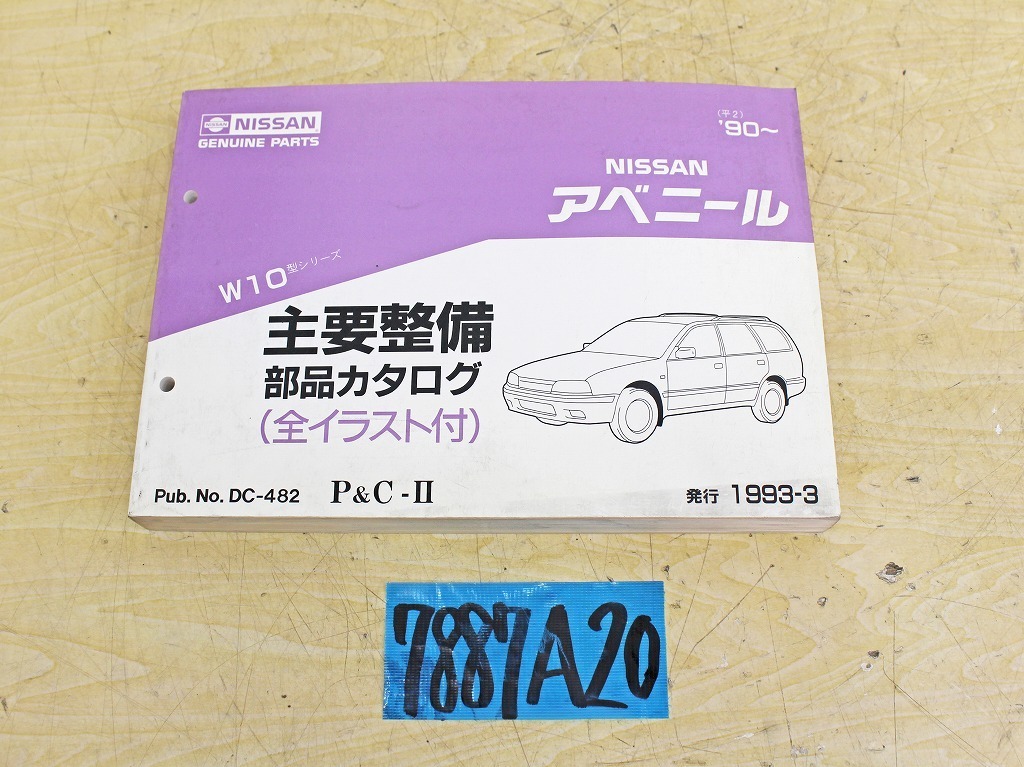 NISSAN
GENUINE PARTS
(平2)
'90～
NISSAN
アベニール
W10型シリーズ
主要整備
部品カタログ
(全イラスト付)
Pub. No. DC-482 P&C-II
発行 1993-3
7887A20